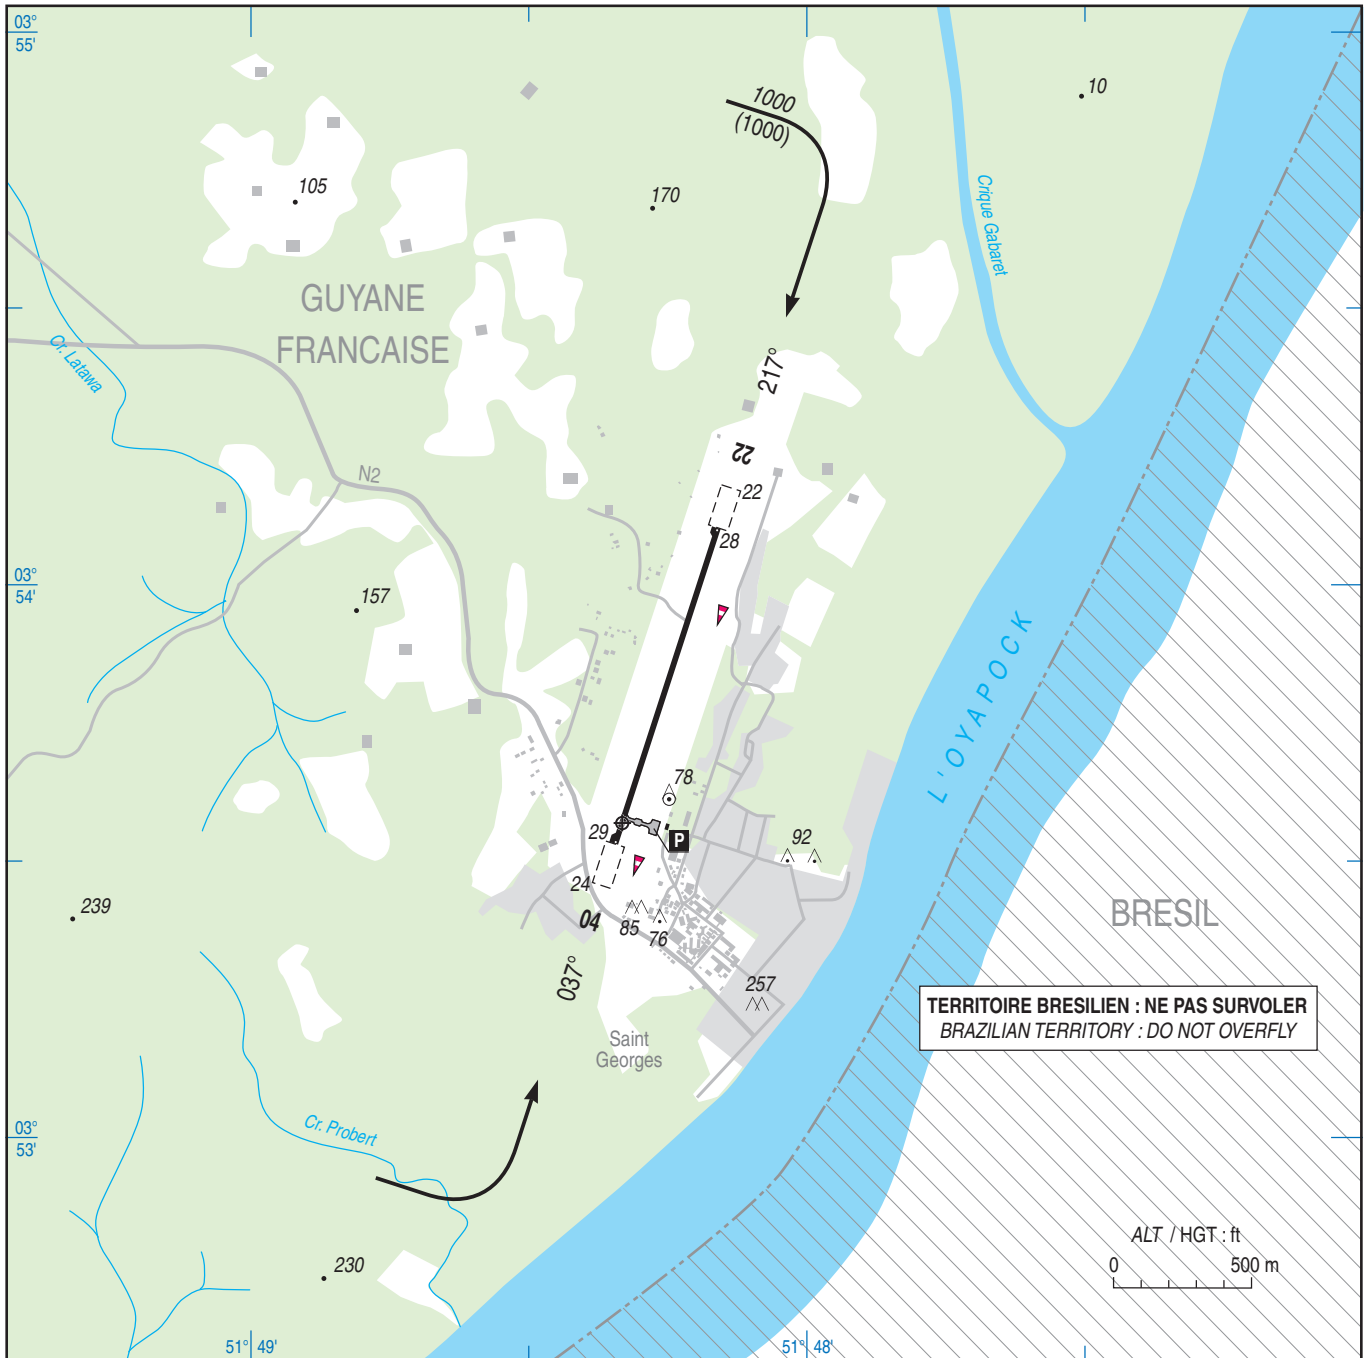 03°
55'
1000
(1000)
10
Crique Gabaret
105
170
GUYANE
FRANCAISE
Cr. Latawa
217°
22
N2
22
28
03°
54'
157
L'OYAPOCK
78
29
P
92
24
239
04
85
76
BRESIL
037°
257
TERRITOIRE BRESILIEN : NE PAS SURVOLER
BRAZILIAN TERRITORY : DO NOT OVERFLY
Saint
Georges
Cr. Probert
03°
53'
ALT / HGT : ft
0 500 m
230
51° 49'
51° 48'